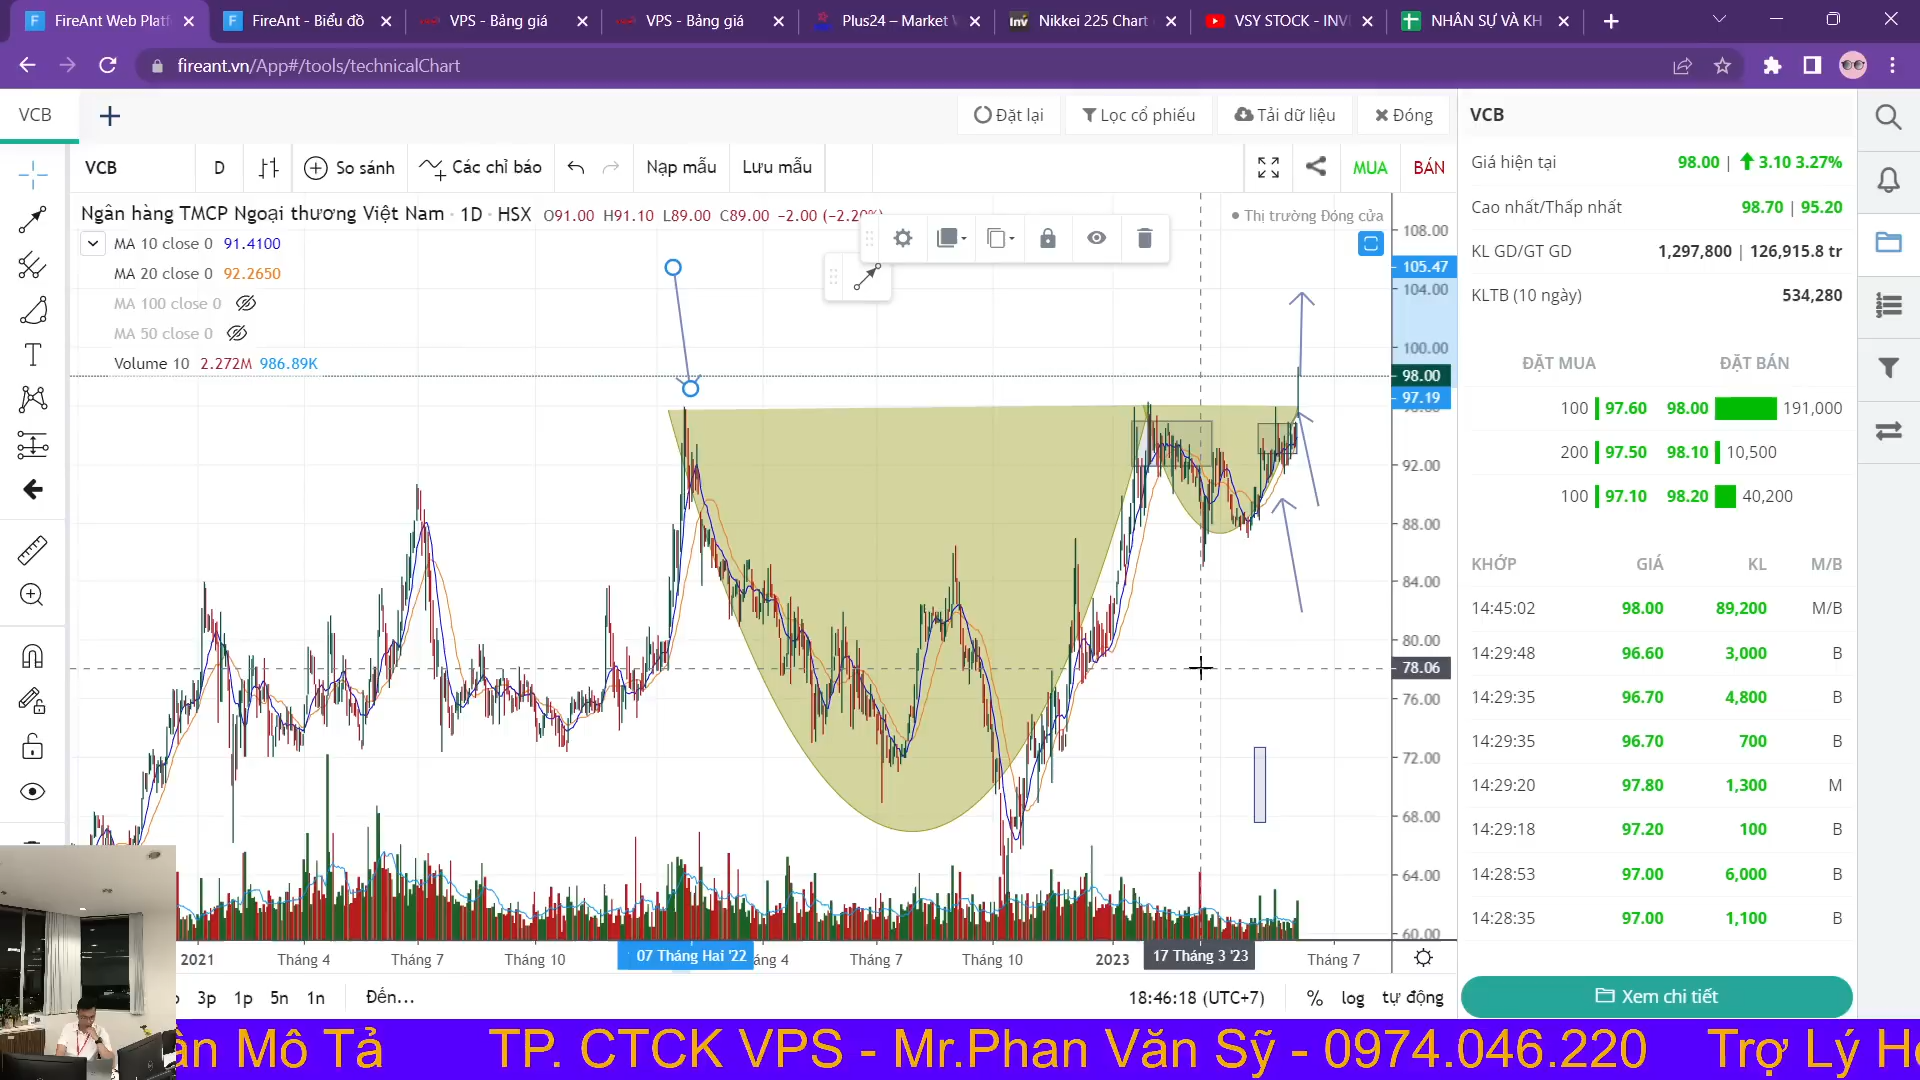 FireAnt Web Platf
FireAnt - Biểu đồ
VPS - Bảng giá
VPS - Bảng giá
Plus24 – Market
Nikkei 225 Chart
VSY STOCK - INV
NHÂN SỰ VÀ KH
fireant.vn/App#/tools/technicalChart
VCB
Đặt lại
Lọc cổ phiếu
Tải dữ liệu
Đóng
VCB
D
So sánh
Các chỉ báo
Nạp mẫu
Lưu mẫu
MUA
BÁN
Ngân hàng TMCP Ngoại thương Việt Nam · 1D · HSX O91.00 H91.10 L89.00 C89.00 −2.00 (−2.20%)
Thị trường Đóng cửa
MA 10 close 0 91.4100
MA 20 close 0 92.2650
MA 100 close 0
MA 50 close 0
Volume 10 2.272M 986.89K
108.00
105.47
104.00
100.00
98.00
97.19
92.00
88.00
84.00
80.00
78.06
76.00
72.00
68.00
64.00
60.00
2021
Tháng 4
Tháng 7
Tháng 10
07 Tháng Hai '22
Tháng 7
Tháng 10
2023
17 Tháng 3 '23
Tháng 7
3p 1p 5n 1n
Đến...
18:46:18 (UTC+7)
% log tự động
VCB
Giá hiện tại 98.00 | 3.10 3.27%
Cao nhất/Thấp nhất 98.70 | 95.20
KL GD/GT GD 1,297,800 | 126,915.8 tr
KLTB (10 ngày) 534,280
ĐẶT MUA ĐẶT BÁN
100 97.60 98.00 191,000
200 97.50 98.10 10,500
100 97.10 98.20 40,200
KHỚP GIÁ KL M/B
14:45:02 98.00 89,200 M/B
14:29:48 96.60 3,000 B
14:29:35 96.70 4,800 B
14:29:35 96.70 700 B
14:29:20 97.80 1,300 M
14:29:18 97.20 100 B
14:28:53 97.00 6,000 B
14:28:35 97.00 1,100 B
Xem chi tiết
Mô Tả TP. CTCK VPS - Mr.Phan Văn Sỹ - 0974.046.220 Trợ Lý